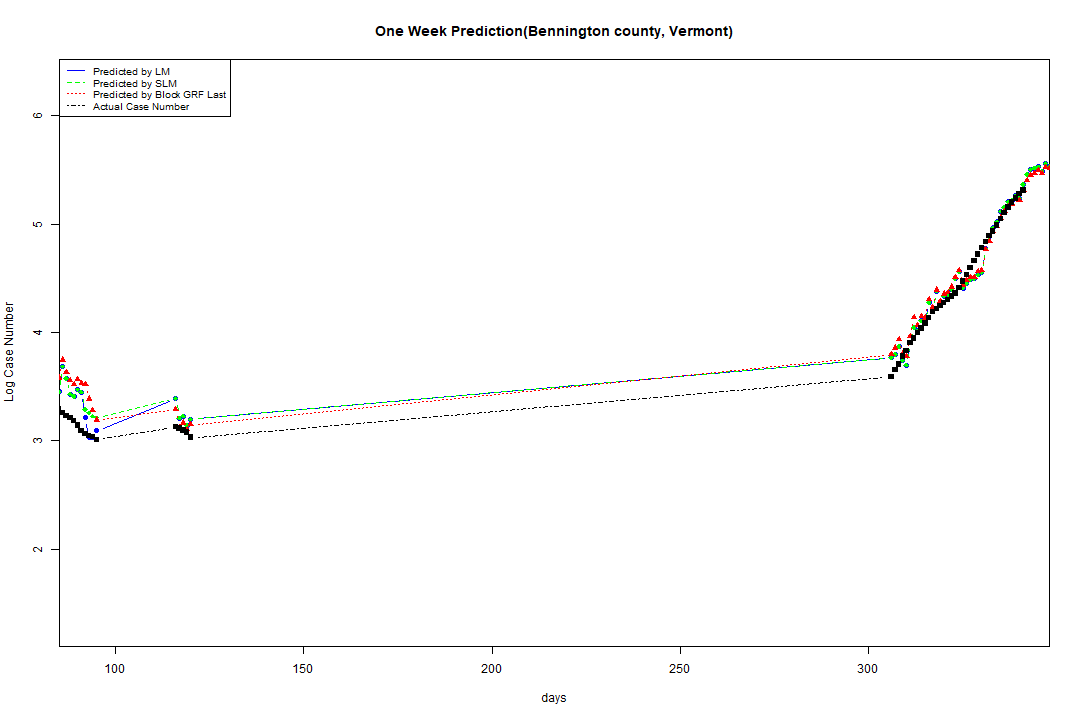 One Week Prediction(Bennington county, Vermont)
Predicted by LM
Predicted by SLM
Predicted by Block GRF Last
Actual Case Number
6
5
4
3
2
Log Case Number
100 150 200 250 300
days